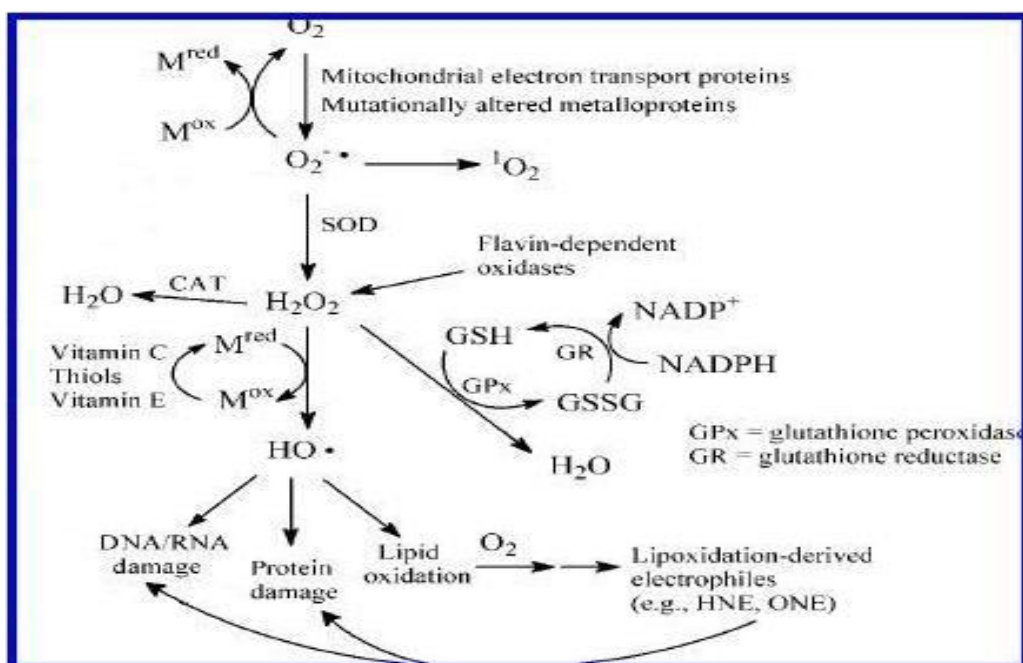 O₂
Mʳᵉᵈ
Mitochondrial electron transport proteins
Mutationally altered metalloproteins
Mᵒˣ
O₂⁻ •
¹O₂
SOD
Flavin-dependent
oxidases
H₂O
CAT
H₂O₂
NADP⁺
GSH
GR
NADPH
Vitamin C
Thiols
Vitamin E
Mʳᵉᵈ
Mᵒˣ
GPx
GSSG
GPx = glutathione peroxidase
GR = glutathione reductase
HO •
H₂O
DNA/RNA
damage
Protein
damage
Lipid
oxidation
O₂
Lipoxidation-derived
electrophiles
(e.g., HNE, ONE)